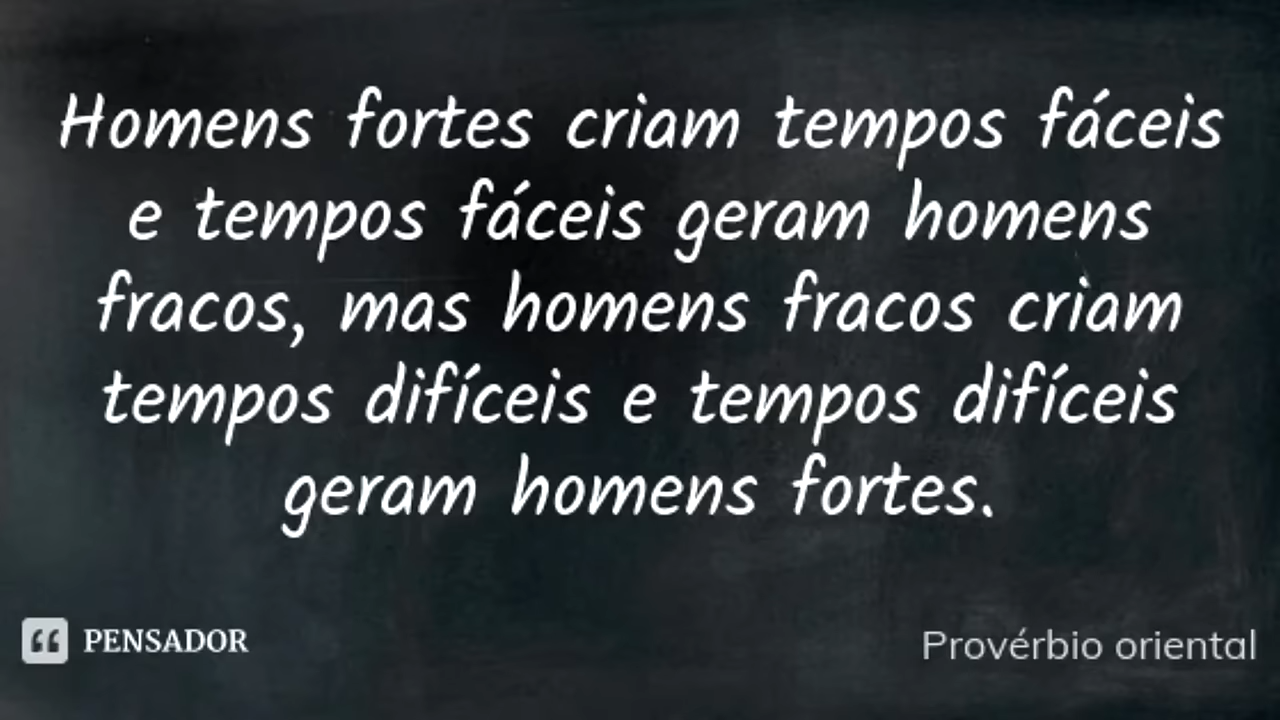 Homens fortes criam tempos fáceis
e tempos fáceis geram homens
fracos, mas homens fracos criam
tempos difíceis e tempos difíceis
geram homens fortes.
PENSADOR
Provérbio oriental